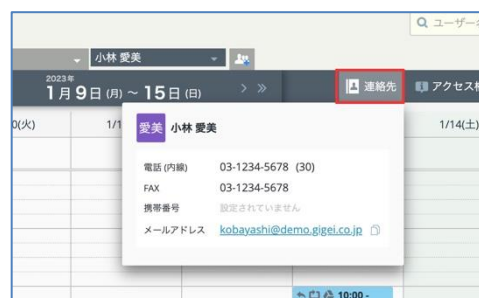 ユーザー名
小林 愛美
2023年
1月 9日 (月) ~ 15日 (日)
連絡先
アクセス
0(火)
1/1
1/14(土)
愛美 小林 愛美
電話 (内線) 03-1234-5678 (30)
FAX 03-1234-5678
携帯番号 設定されていません
メールアドレス kobayashi@demo.gigei.co.jp
10:00 -